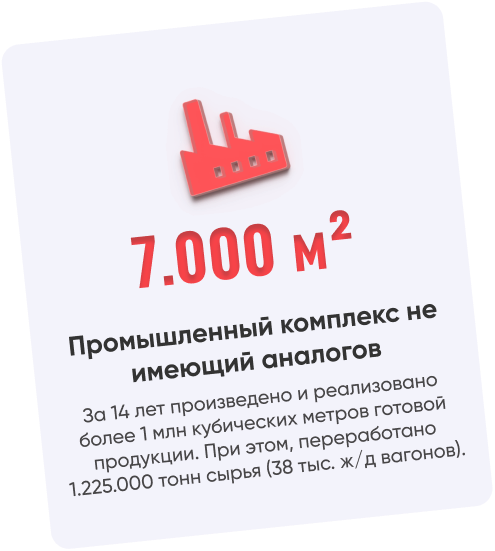 7.000 м²
Промышленный комплекс не
имеющий аналогов
За 14 лет произведено и реализовано
более 1 млн кубических метров готовой
продукции. При этом, переработано
1.225.000 тонн сырья (38 тыс. ж/д вагонов).